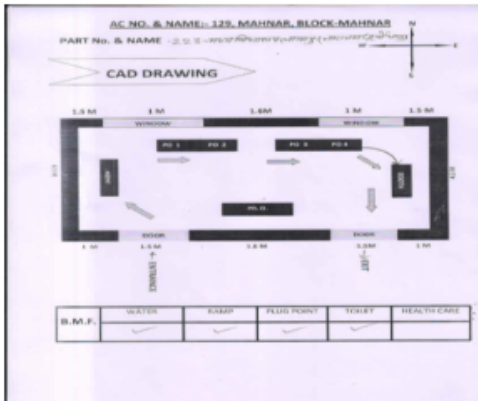 AC NO. & NAME:- 129, MAHNAR, BLOCK-MAHNAR
N
PART No. & NAME
W E
S
CAD DRAWING
1.5 M 1 M 1.6M 1 M 1.5 M
WINDOW WINDOW
PO 1 PO 2 PO 3 PO 4
DOOR DOOR
1 M 1.5 M 1.6 M 1.5M 1 M
ENTRANCE EXIT
B.M.F. WATER RAMP PLUG POINT TOILET HEALTH CARE